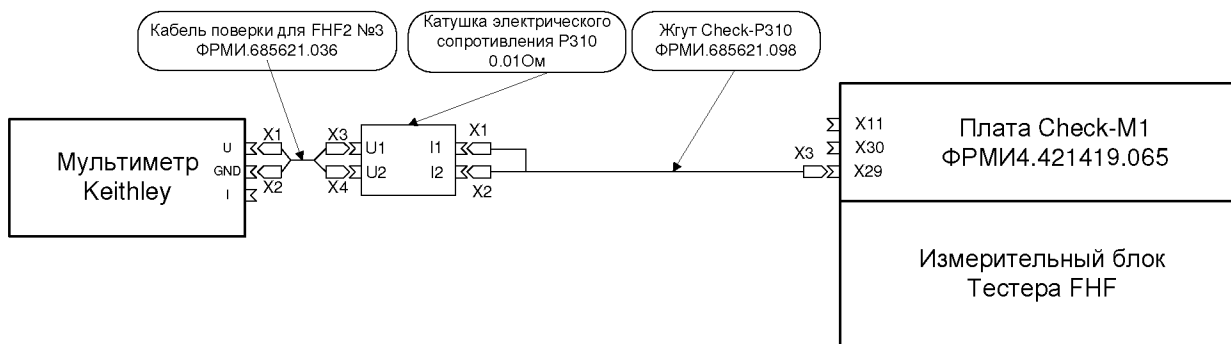 Кабель поверки для FHF2 №3
ФРМИ.685621.036
Катушка электрического
сопротивления Р310
0.01Ом
Жгут Check-P310
ФРМИ.685621.098
Мультиметр
Keithley
U
GND
I
X1
X2
X3
X4
U1
U2
I1
I2
X1
X2
X3
X11
X30
X29
Плата Check-M1
ФРМИ4.421419.065
Измерительный блок
Тестера FHF